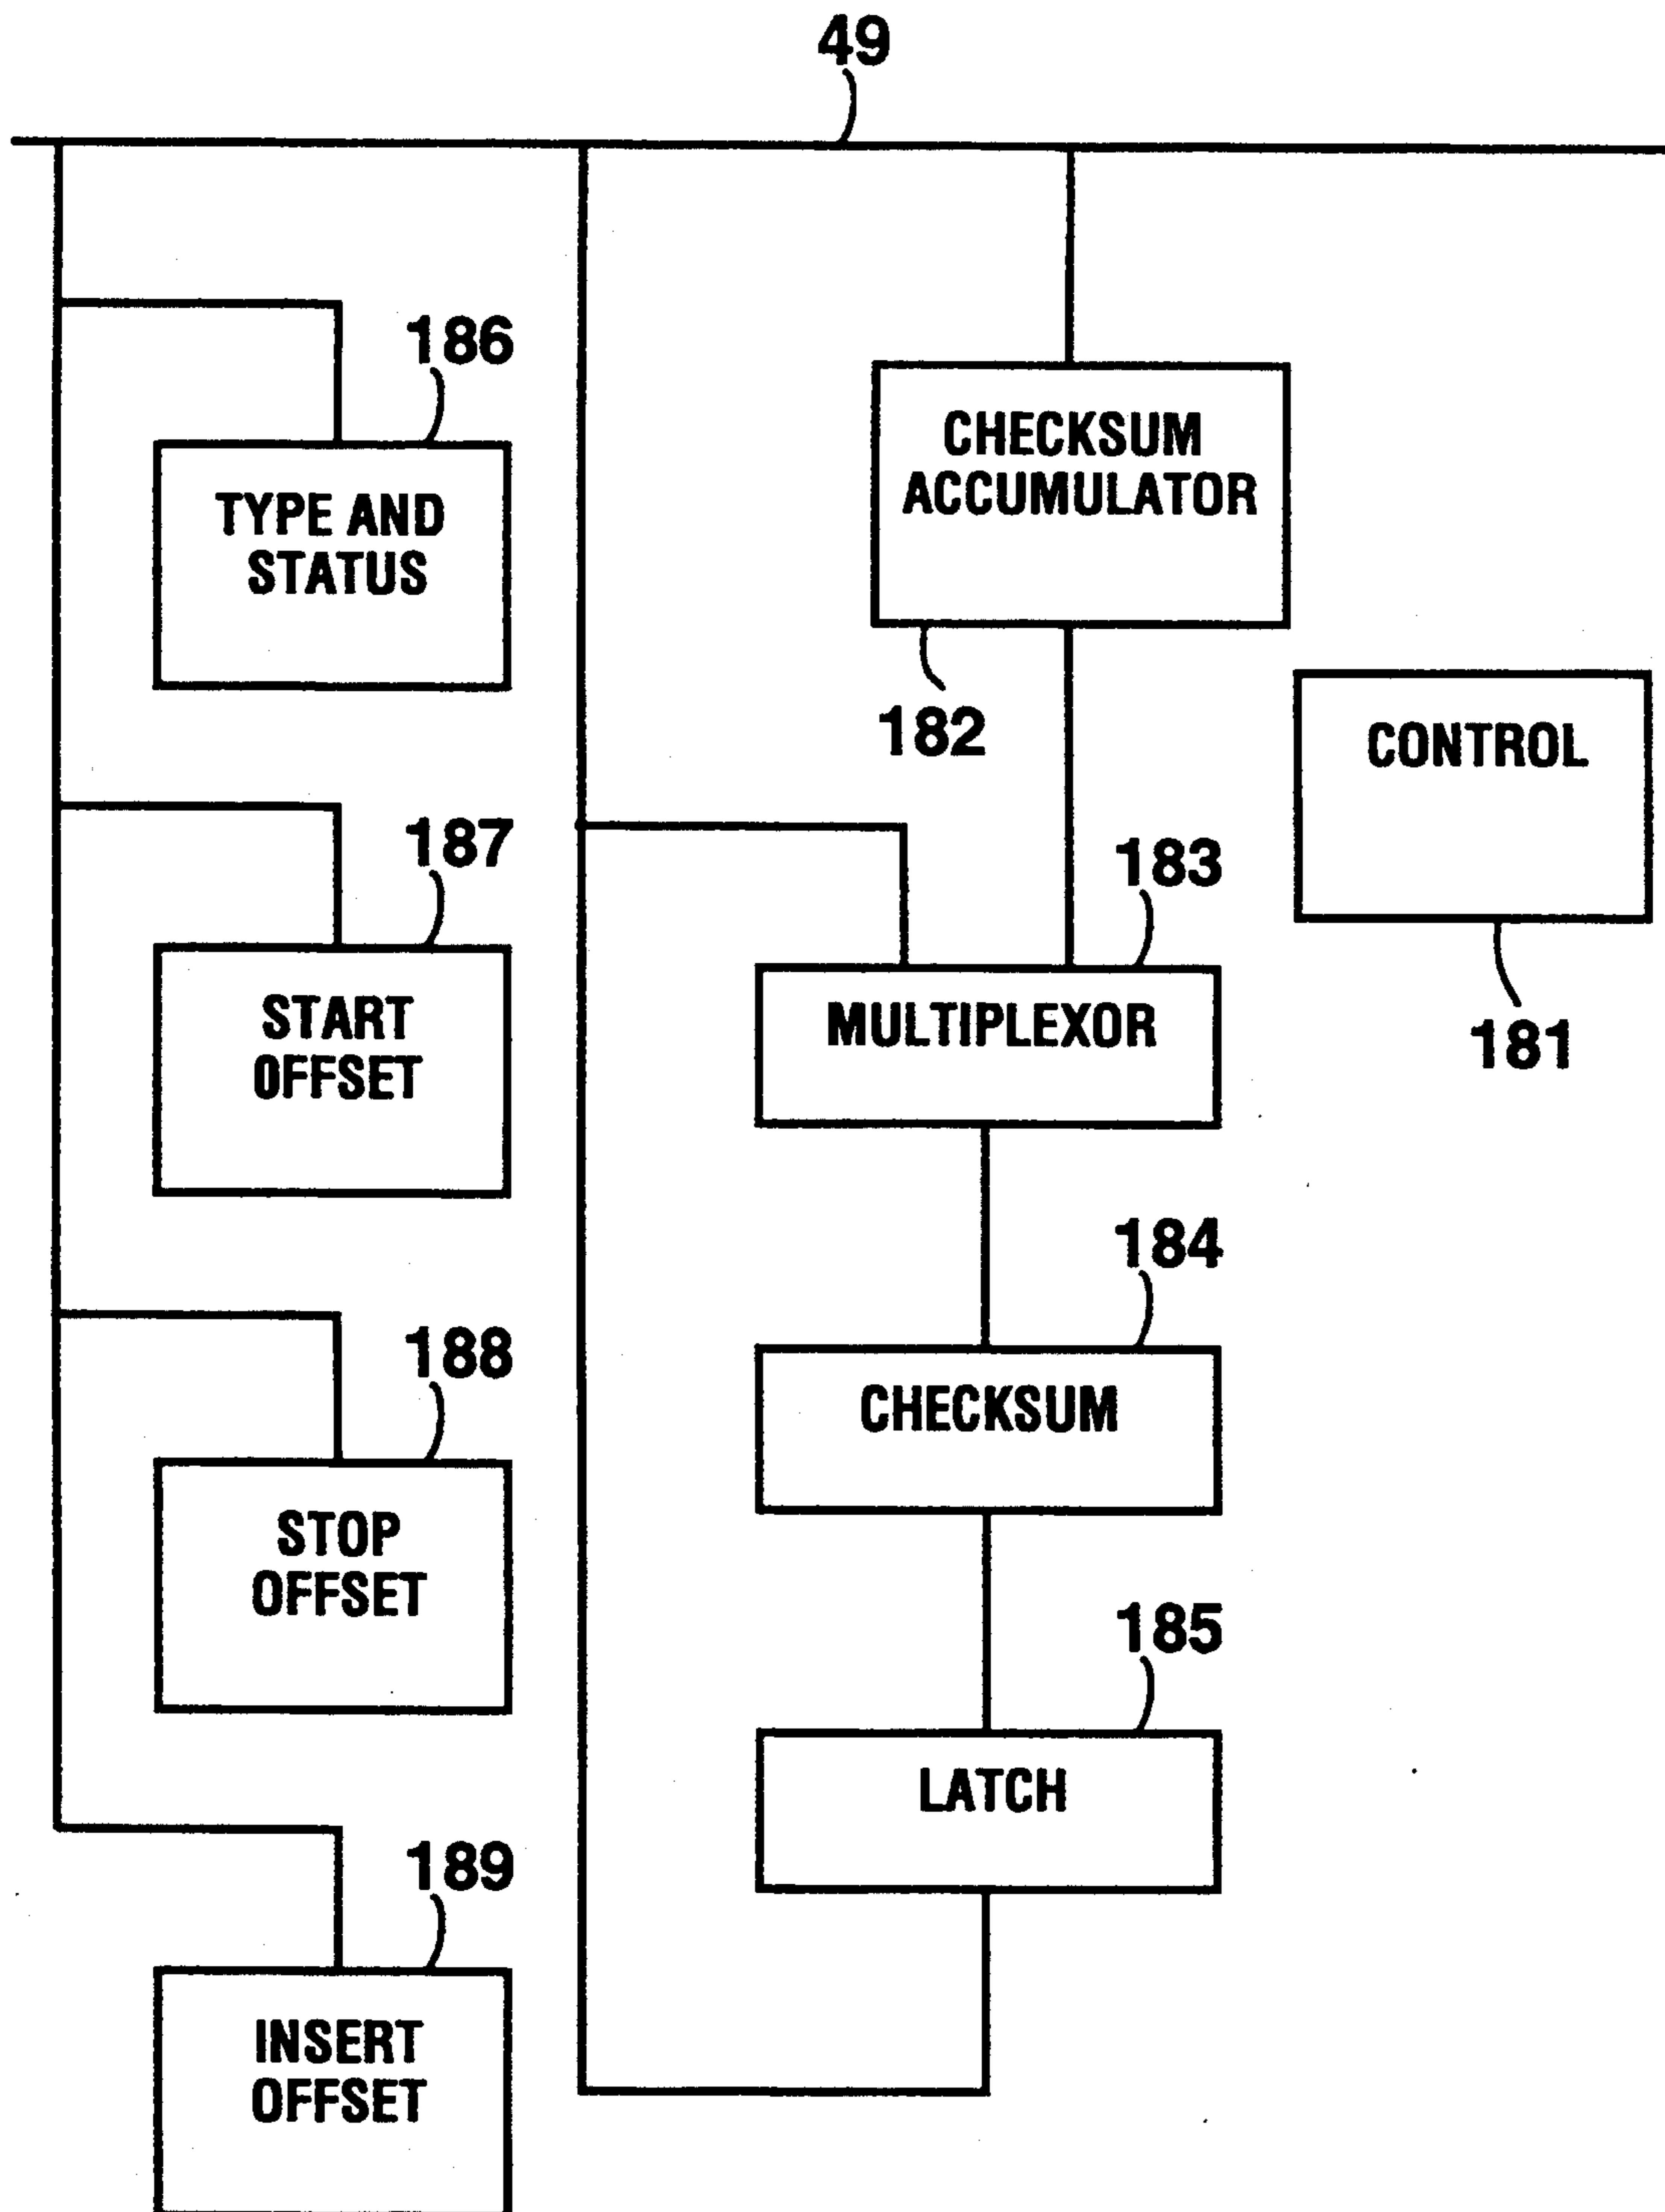 49
186
TYPE AND
STATUS
CHECKSUM
ACCUMULATOR
182
CONTROL
181
187
START
OFFSET
183
MULTIPLEXOR
184
CHECKSUM
188
STOP
OFFSET
185
LATCH
189
INSERT
OFFSET